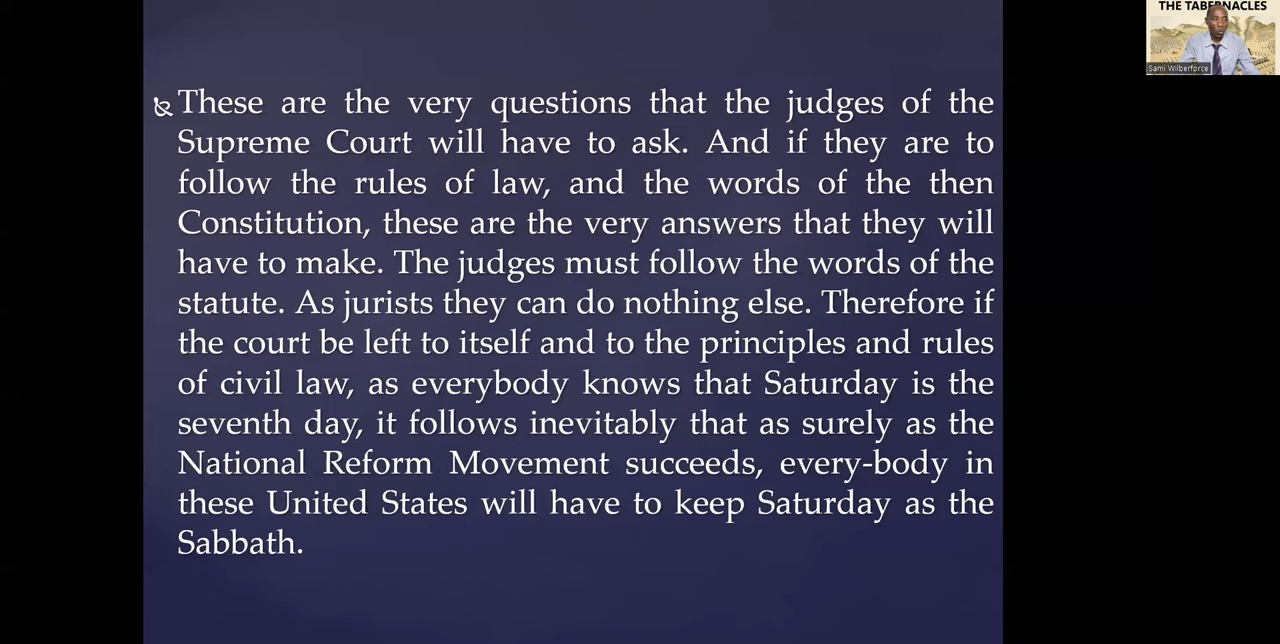 THE TABERNACLES
Sami Wilberforce
These are the very questions that the judges of the
Supreme Court will have to ask. And if they are to
follow the rules of law, and the words of the then
Constitution, these are the very answers that they will
have to make. The judges must follow the words of the
statute. As jurists they can do nothing else. Therefore if
the court be left to itself and to the principles and rules
of civil law, as everybody knows that Saturday is the
seventh day, it follows inevitably that as surely as the
National Reform Movement succeeds, every-body in
these United States will have to keep Saturday as the
Sabbath.